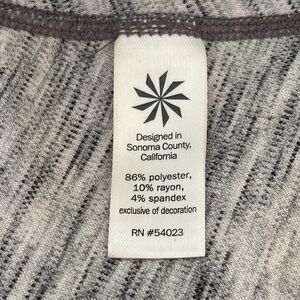 Designed in
Sonoma County,
California
86% polyester,
10% rayon,
4% spandex
exclusive of decoration
RN #54023